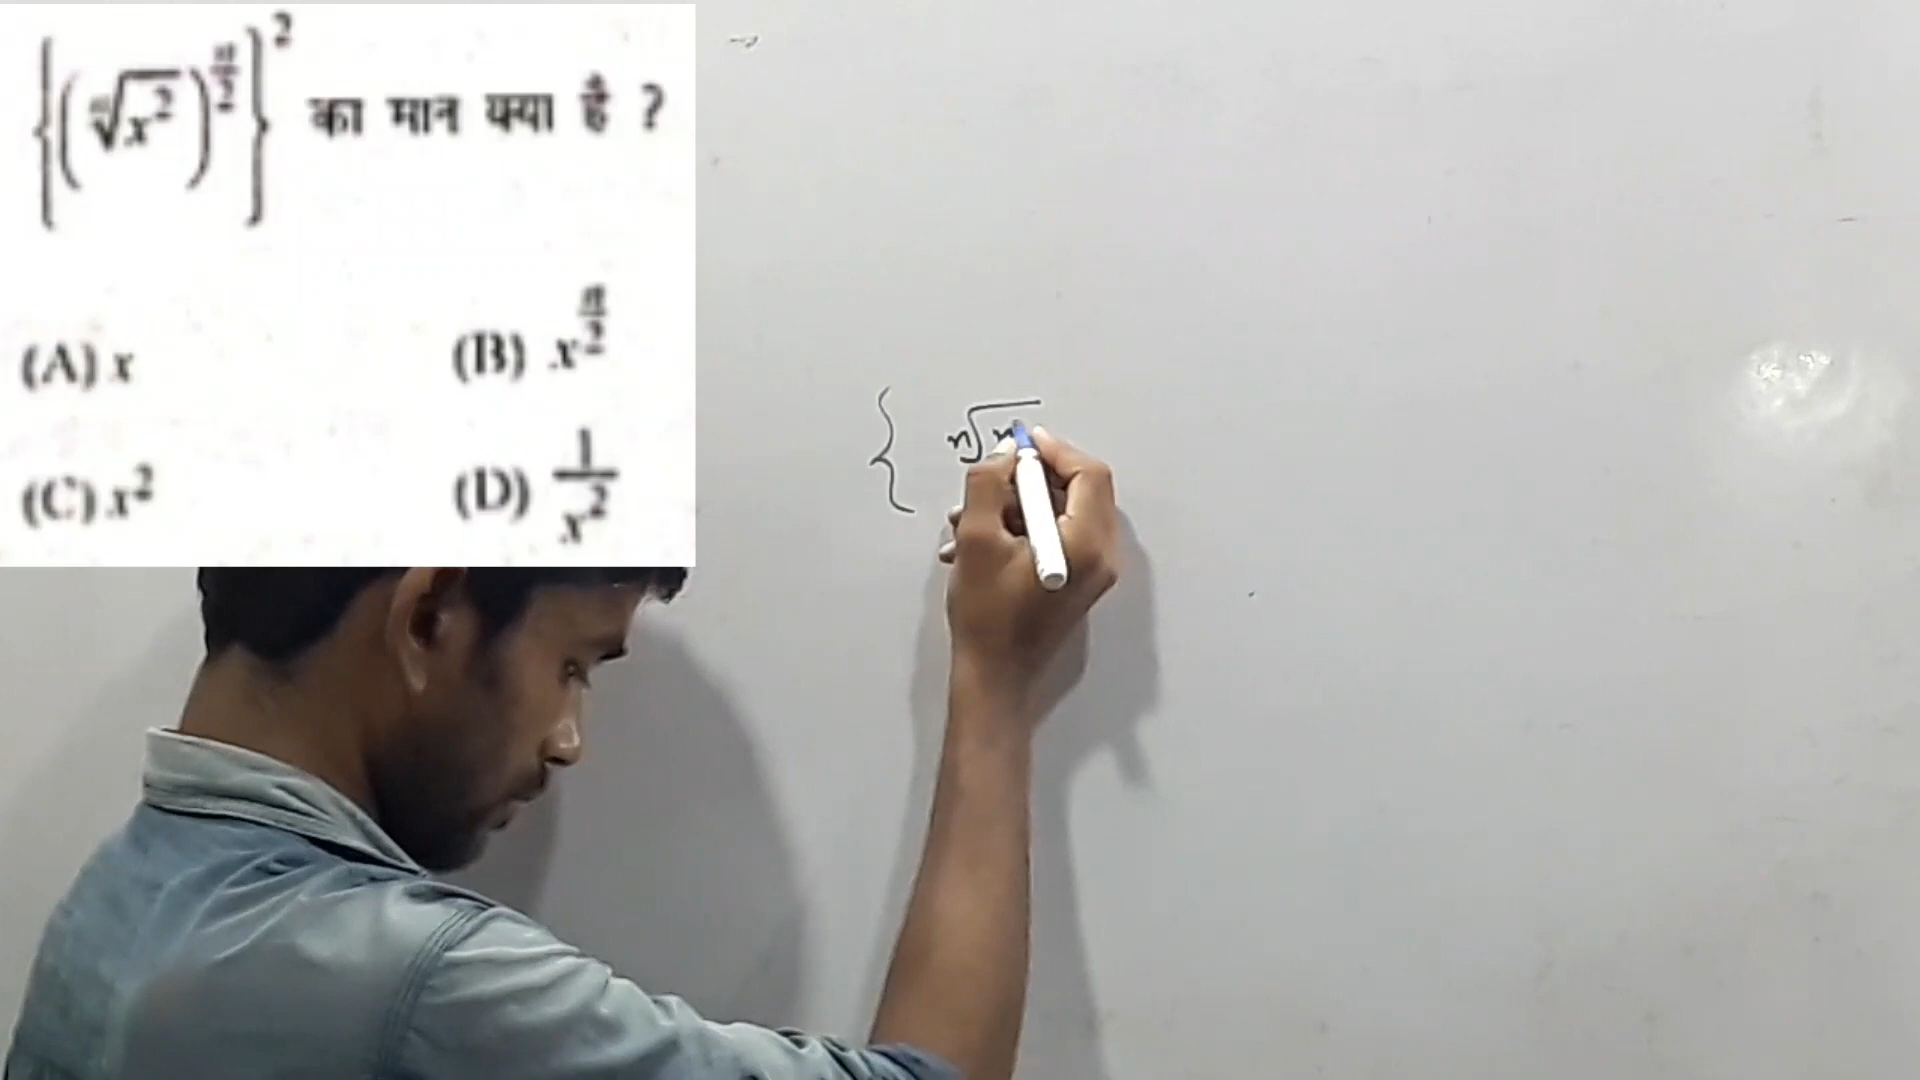 {(ⁿ√x²)^(n/2)}² का मान क्या है ?
(A) x (B) x^(n/2)
(C) x² (D) 1/x²
{ ⁿ√x